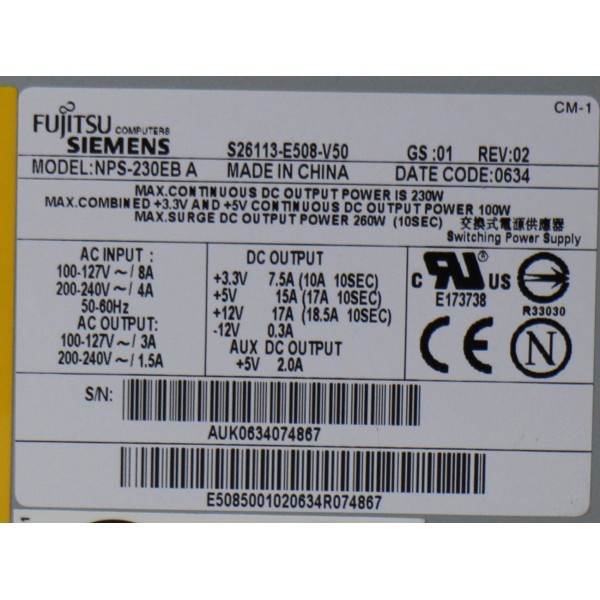 CM-1
FUJITSU COMPUTERS
SIEMENS
S26113-E508-V50 GS :01 REV:02
MODEL:NPS-230EB A MADE IN CHINA DATE CODE:0634
MAX.CONTINUOUS DC OUTPUT POWER IS 230W
MAX.COMBINED +3.3V AND +5V CONTINUOUS DC OUTPUT POWER 100W
MAX.SURGE DC OUTPUT POWER 260W (10SEC) 交換式電源供應器
Switching Power Supply
AC INPUT :
100-127V ~/ 8A
200-240V ~/ 4A
50-60Hz
AC OUTPUT:
100-127V ~/ 3A
200-240V ~/ 1.5A
DC OUTPUT
+3.3V 7.5A (10A 10SEC)
+5V 15A (17A 10SEC)
+12V 17A (18.5A 10SEC)
-12V 0.3A
AUX DC OUTPUT
+5V 2.0A
C RU ® US
E173738
R33030
CE N
S/N:
AUK0634074867
E5085001020634R074867
1